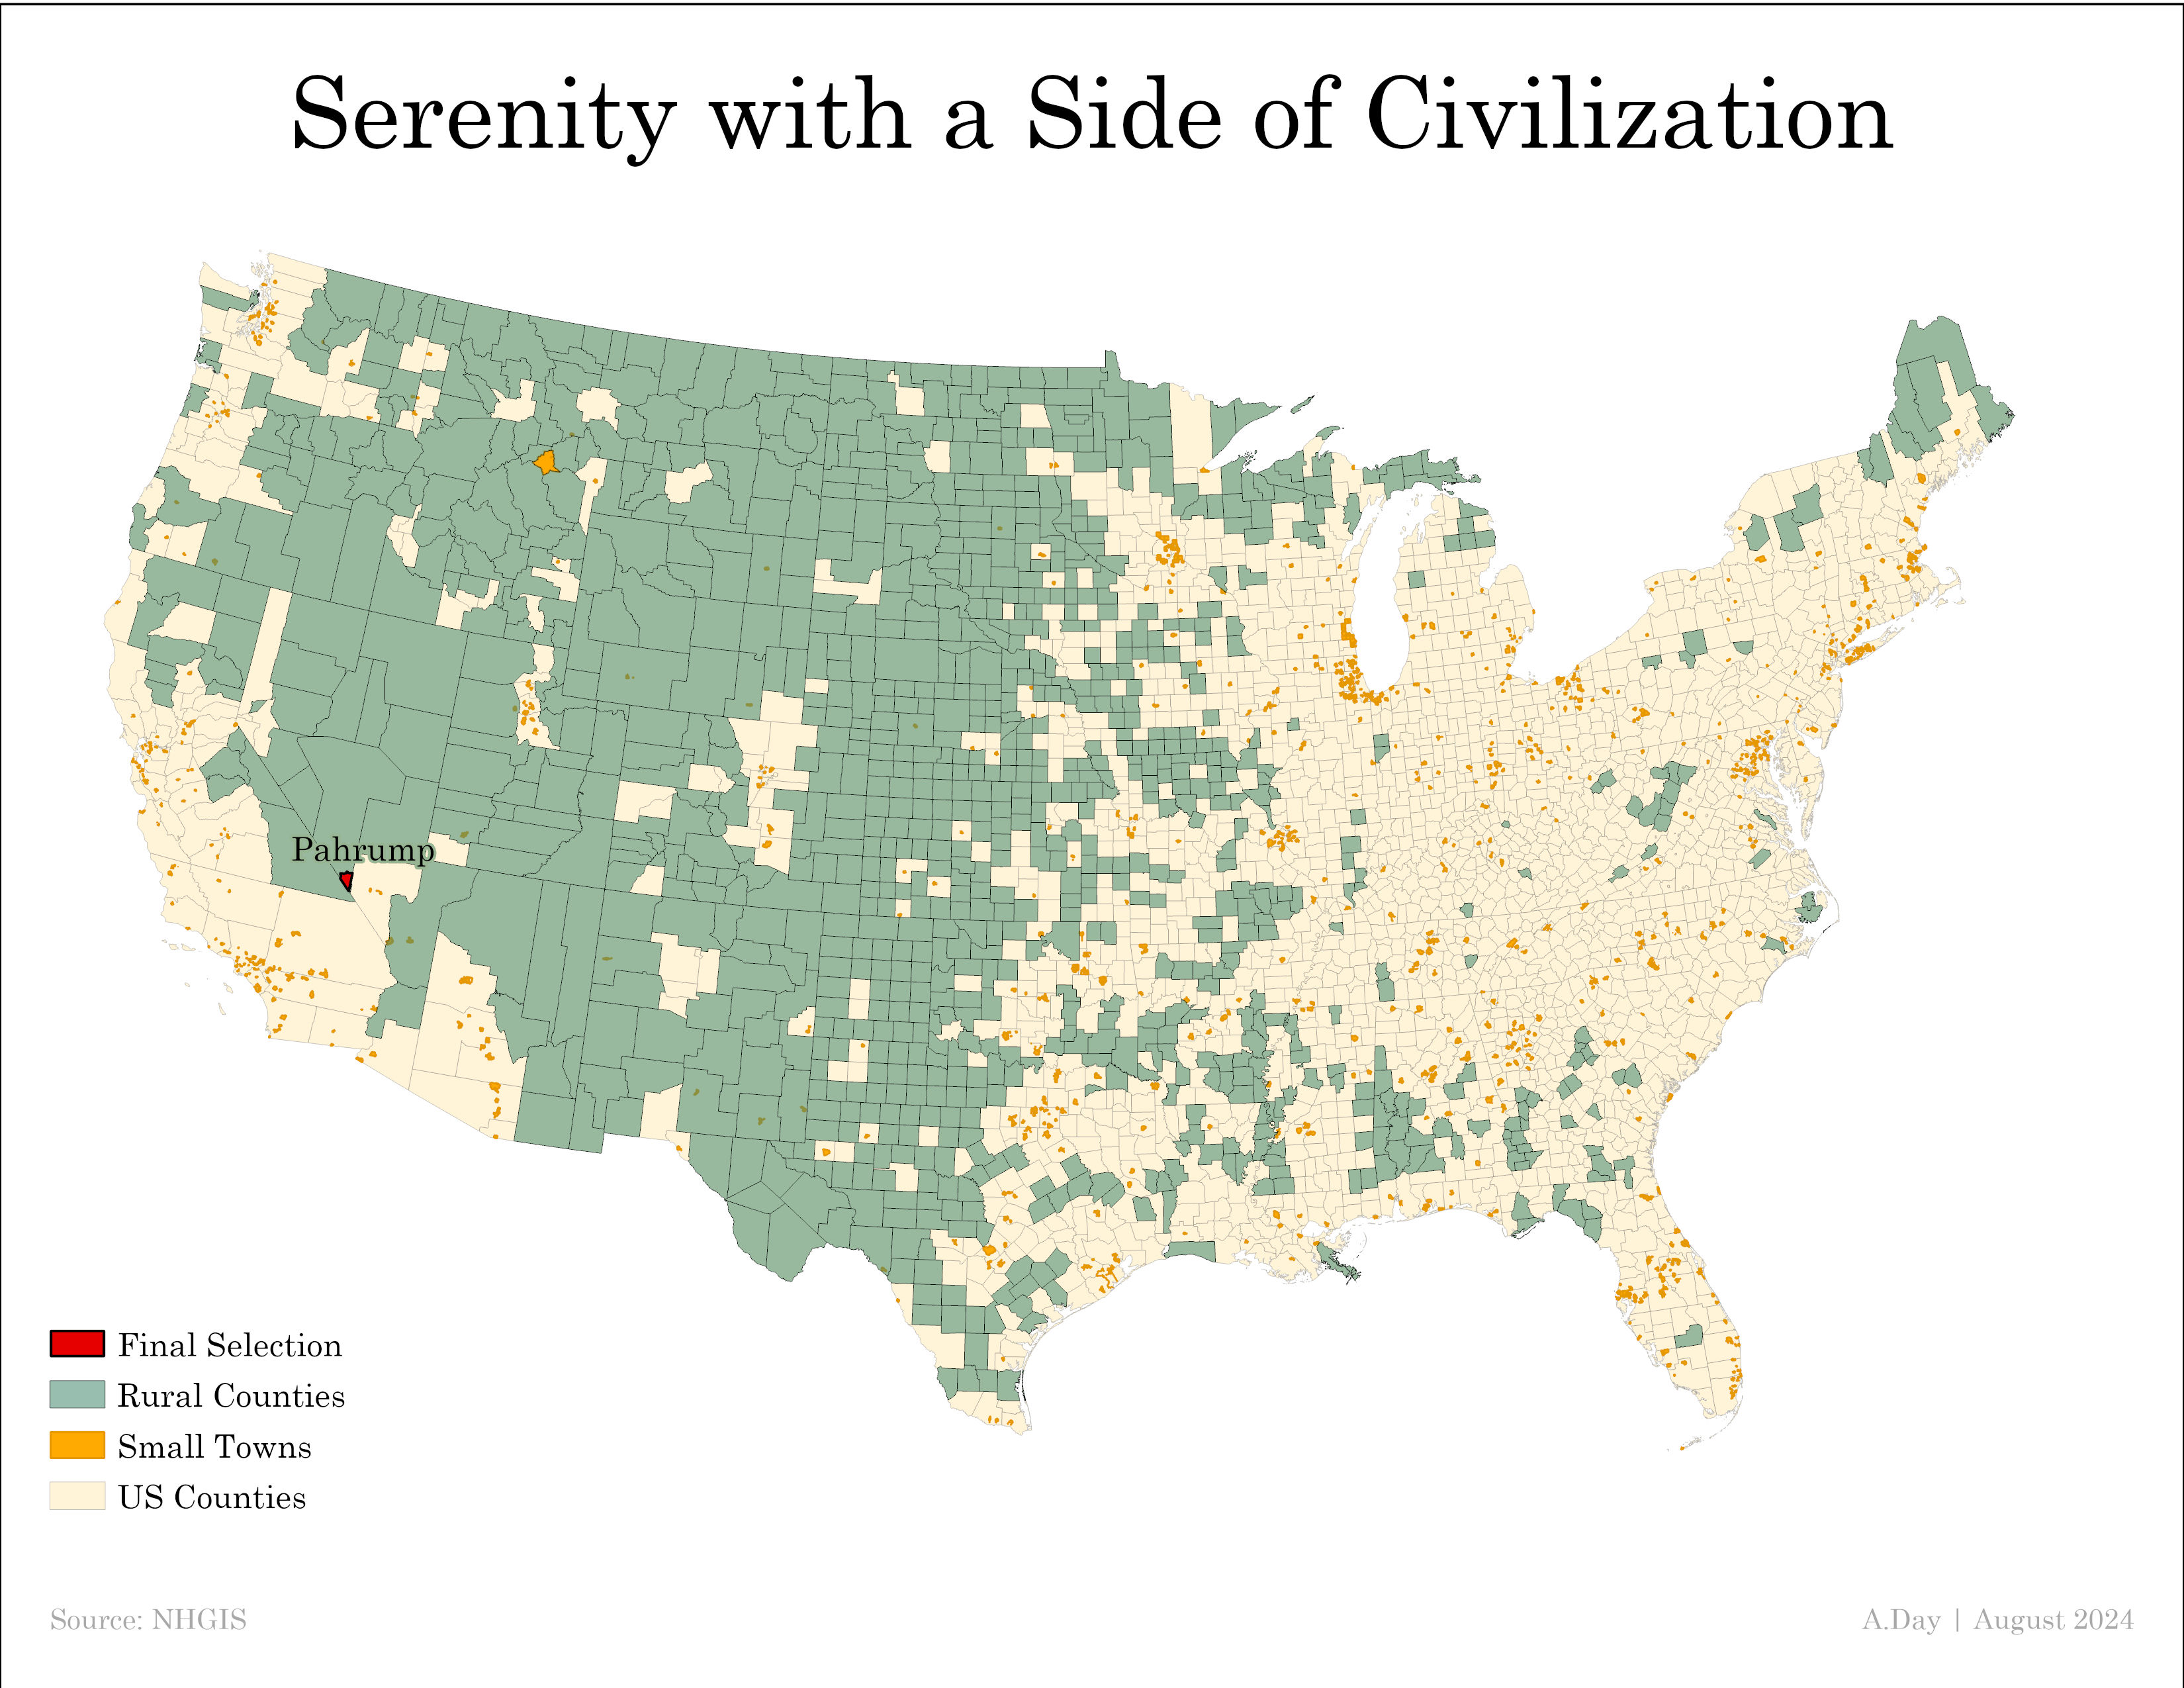 Serenity with a Side of Civilization
Pahrump
Final Selection
Rural Counties
Small Towns
US Counties
Source: NHGIS
A.Day | August 2024